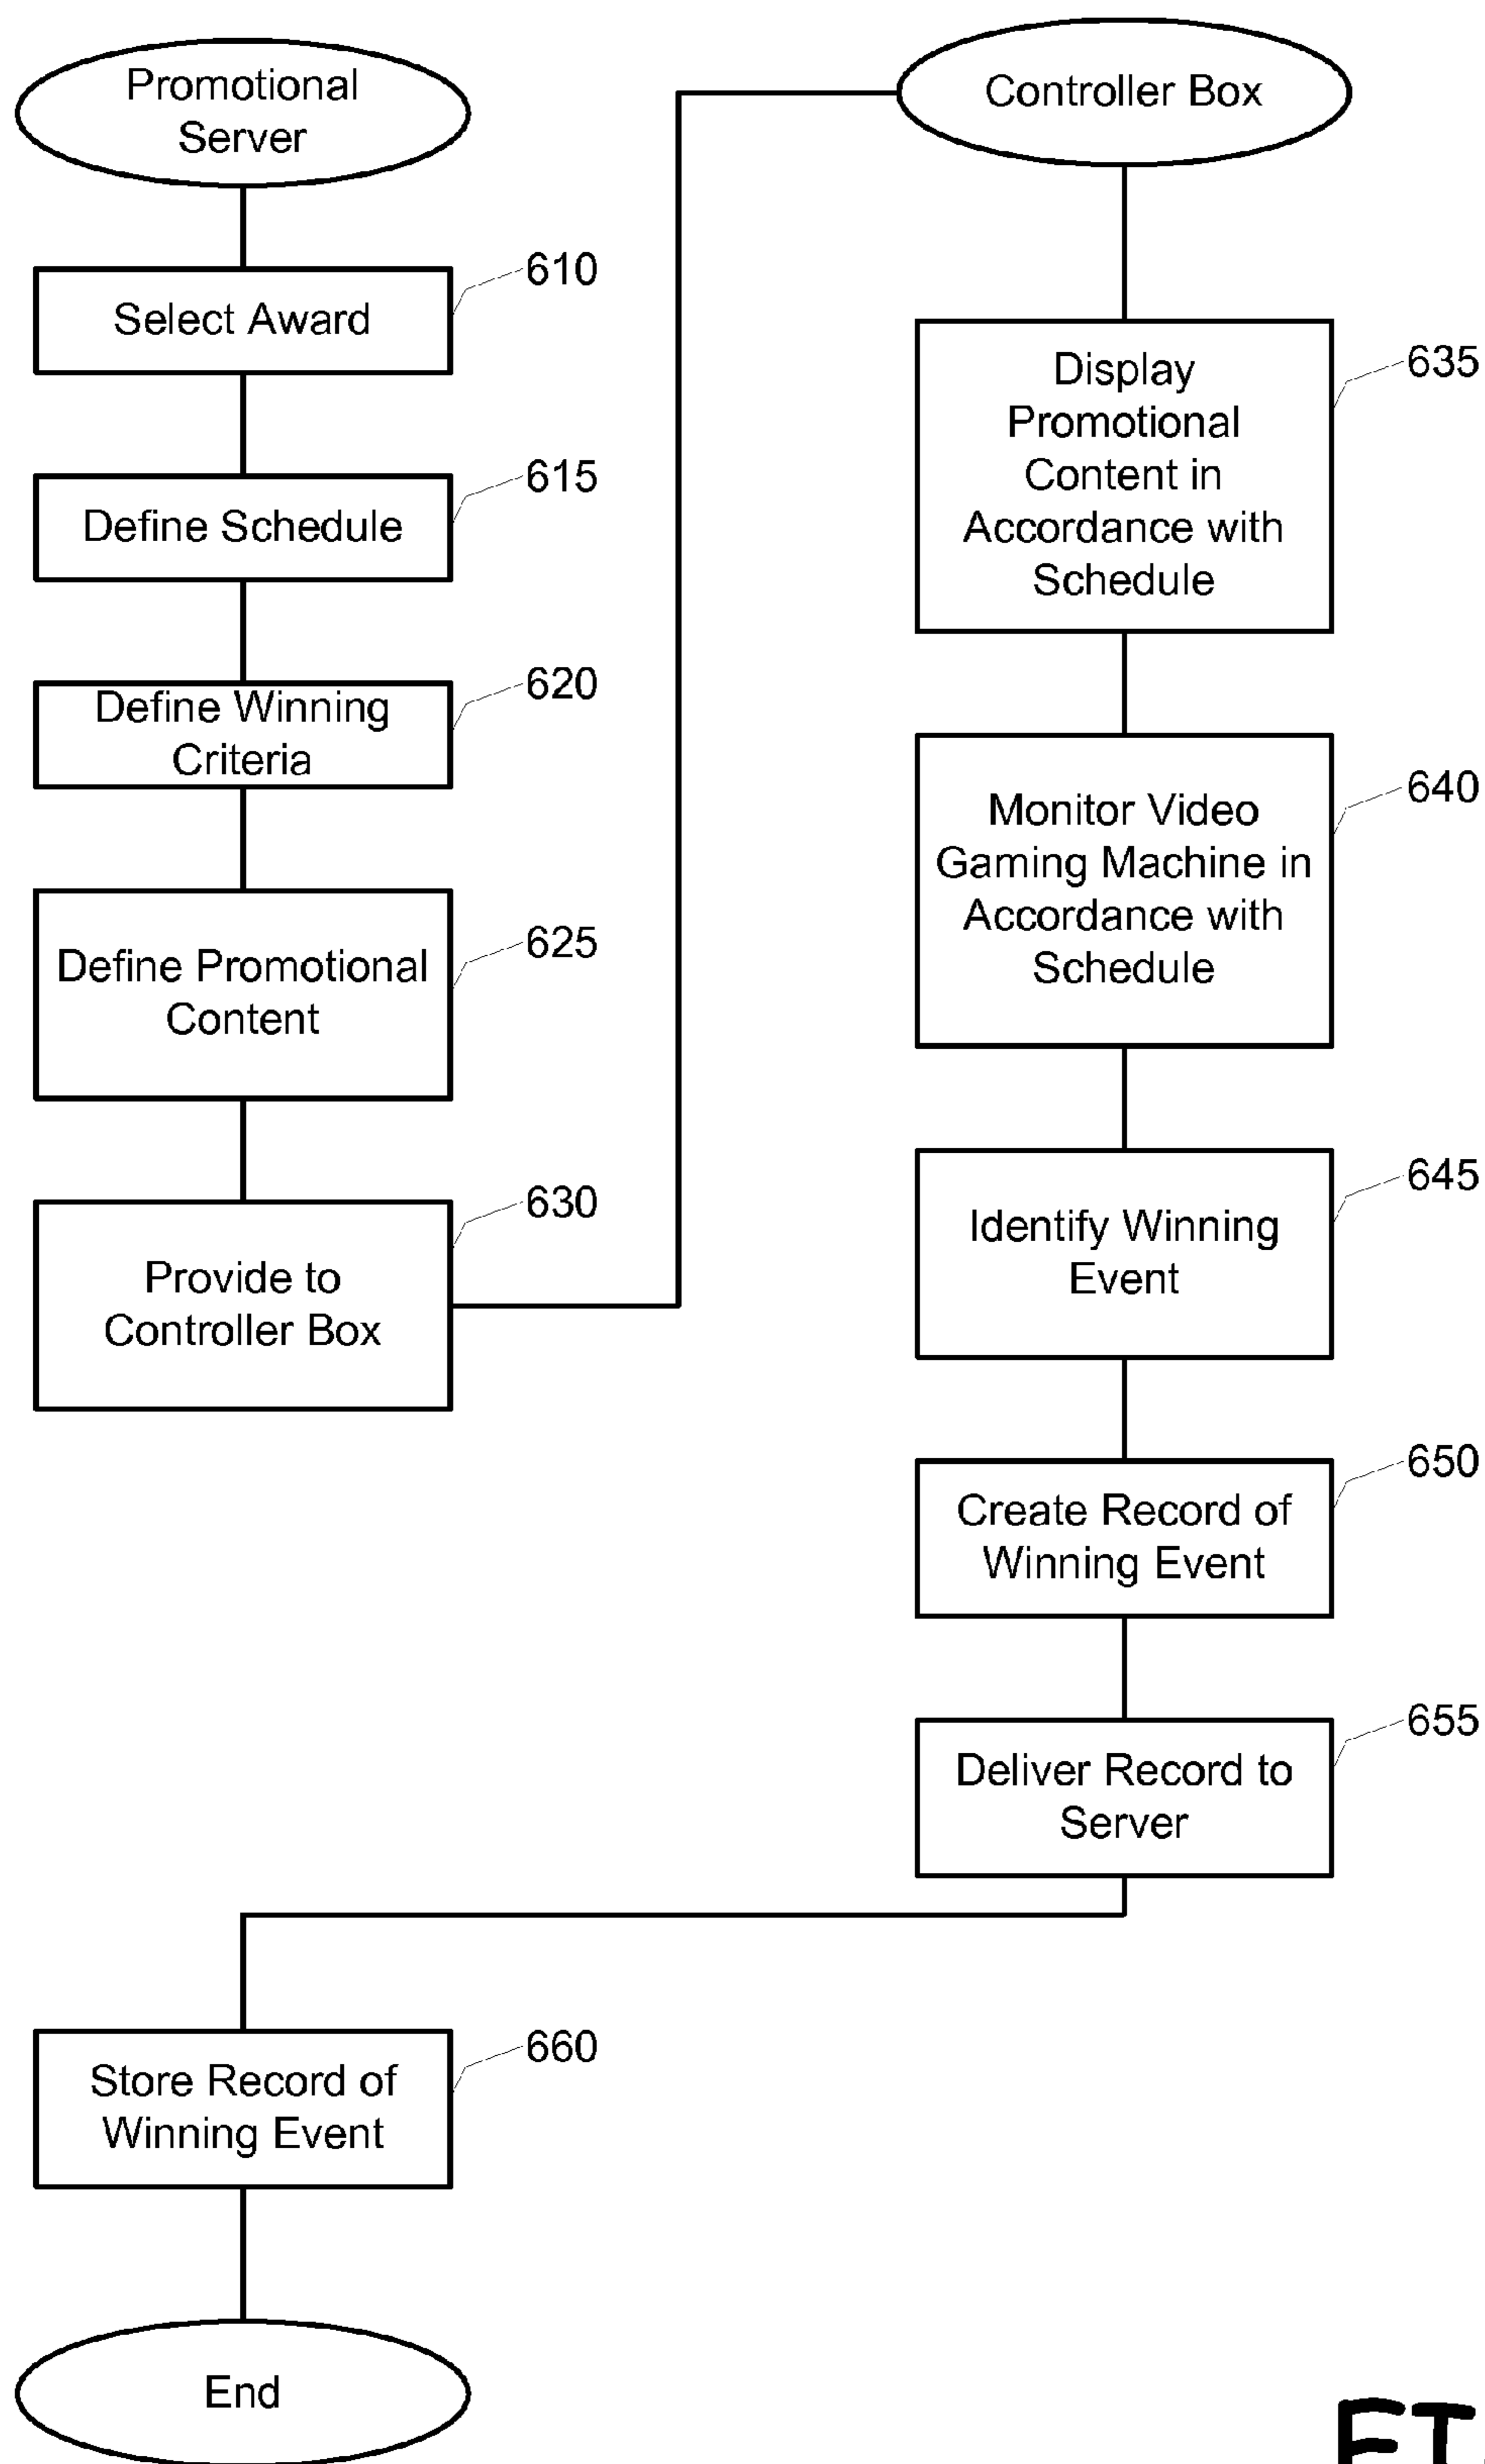 Promotional
Server
Select Award
610
Define Schedule
615
Define Winning
Criteria
620
Define Promotional
Content
625
Provide to
Controller Box
630
Controller Box
Display
Promotional
Content in
Accordance with
Schedule
635
Monitor Video
Gaming Machine in
Accordance with
Schedule
640
Identify Winning
Event
645
Create Record of
Winning Event
650
Deliver Record to
Server
655
Store Record of
Winning Event
660
End